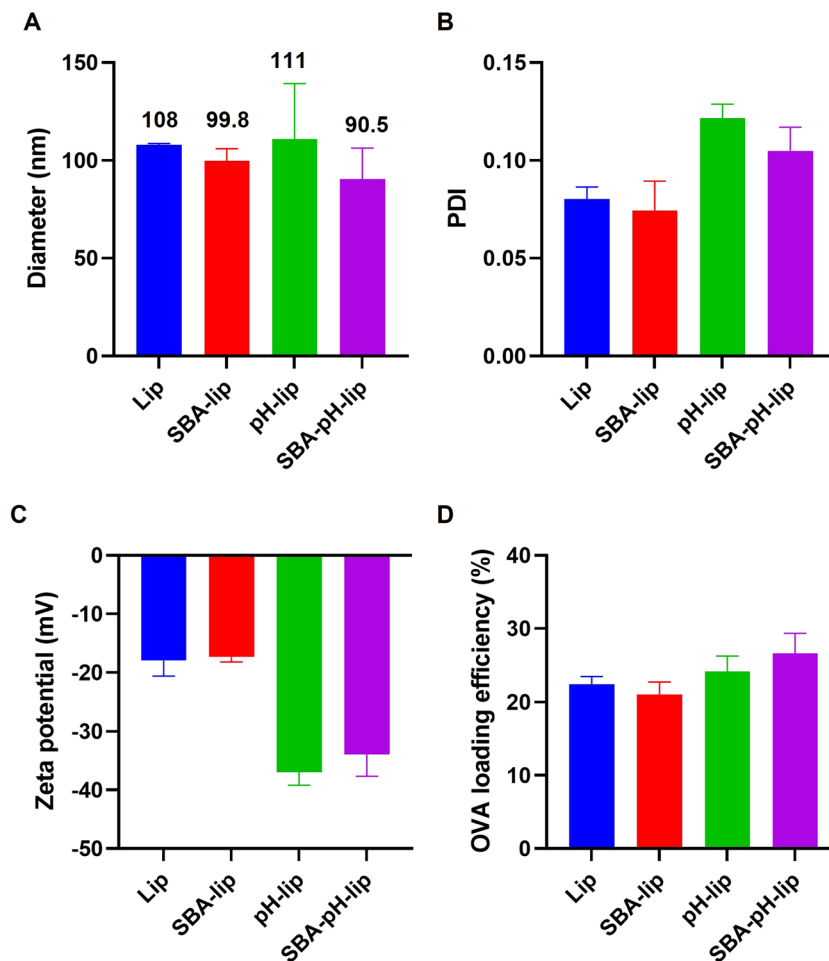 A
Diameter (nm)
150
100
50
0
108
99.8
111
90.5
Lip
SBA-lip
pH-lip
SBA-pH-lip
B
PDI
0.15
0.10
0.05
0.00
Lip
SBA-lip
pH-lip
SBA-pH-lip
C
Zeta potential (mV)
0
-10
-20
-30
-40
-50
Lip
SBA-lip
pH-lip
SBA-pH-lip
D
OVA loading efficiency (%)
40
30
20
10
0
Lip
SBA-lip
pH-lip
SBA-pH-lip